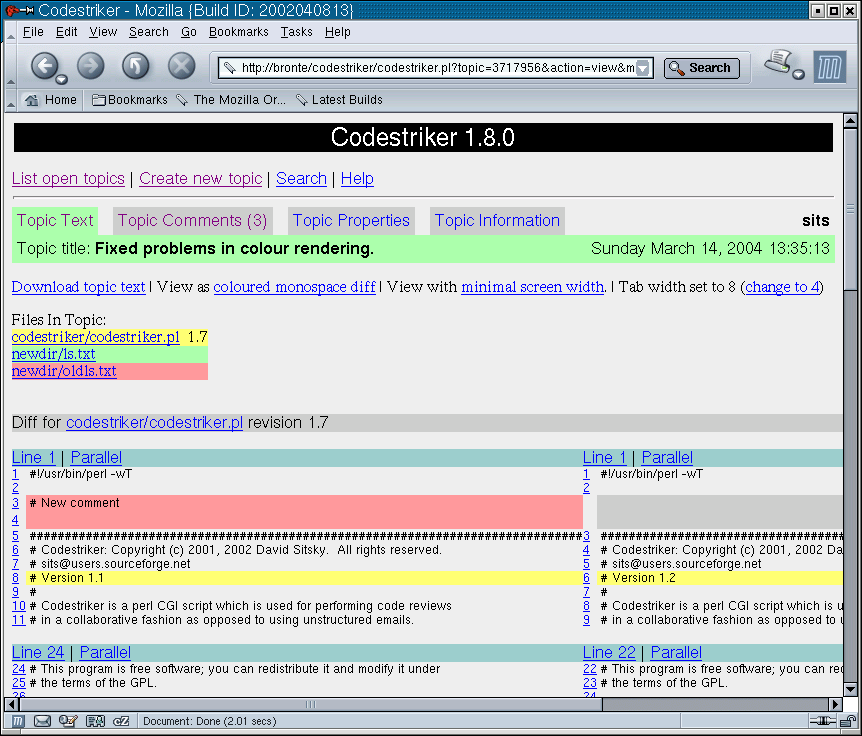 Codestriker - Mozilla {Build ID: 2002040813}
File Edit View Search Go Bookmarks Tasks Help
http://bronte/codestriker/codestriker.pl?topic=3717956&action=view&m Search
Home Bookmarks The Mozilla Or... Latest Builds
Codestriker 1.8.0
List open topics | Create new topic | Search | Help
Topic Text Topic Comments (3) Topic Properties Topic Information sits
Topic title: Fixed problems in colour rendering. Sunday March 14, 2004 13:35:13
Download topic text | View as coloured monospace diff | View with minimal screen width. | Tab width set to 8 (change to 4)
Files In Topic:
codestriker/codestriker.pl 1.7
newdir/ls.txt
newdir/oldls.txt
Diff for codestriker/codestriker.pl revision 1.7
Line 1 | Parallel Line 1 | Parallel
1 #!/usr/bin/perl -wT 1 #!/usr/bin/perl -wT
2 2
3 # New comment
4
5 ############################################################################### 3 ###################################
6 # Codestriker: Copyright (c) 2001, 2002 David Sitsky. All rights reserved. 4 # Codestriker: Copyright (c) 2001, 2002 Da
7 # sits@users.sourceforge.net 5 # sits@users.sourceforge.net
8 # Version 1.1 6 # Version 1.2
9 # 7 #
10 # Codestriker is a perl CGI script which is used for performing code reviews 8 # Codestriker is a perl CGI script which is u
11 # in a collaborative fashion as opposed to using unstructured emails. 9 # in a collaborative fashion as opposed to u
Line 24 | Parallel Line 22 | Parallel
24 # This program is free software; you can redistribute it and modify it under 22 # This program is free software; you can red
25 # the terms of the GPL. 23 # the terms of the GPL.
26 24
Document: Done (2.01 secs)